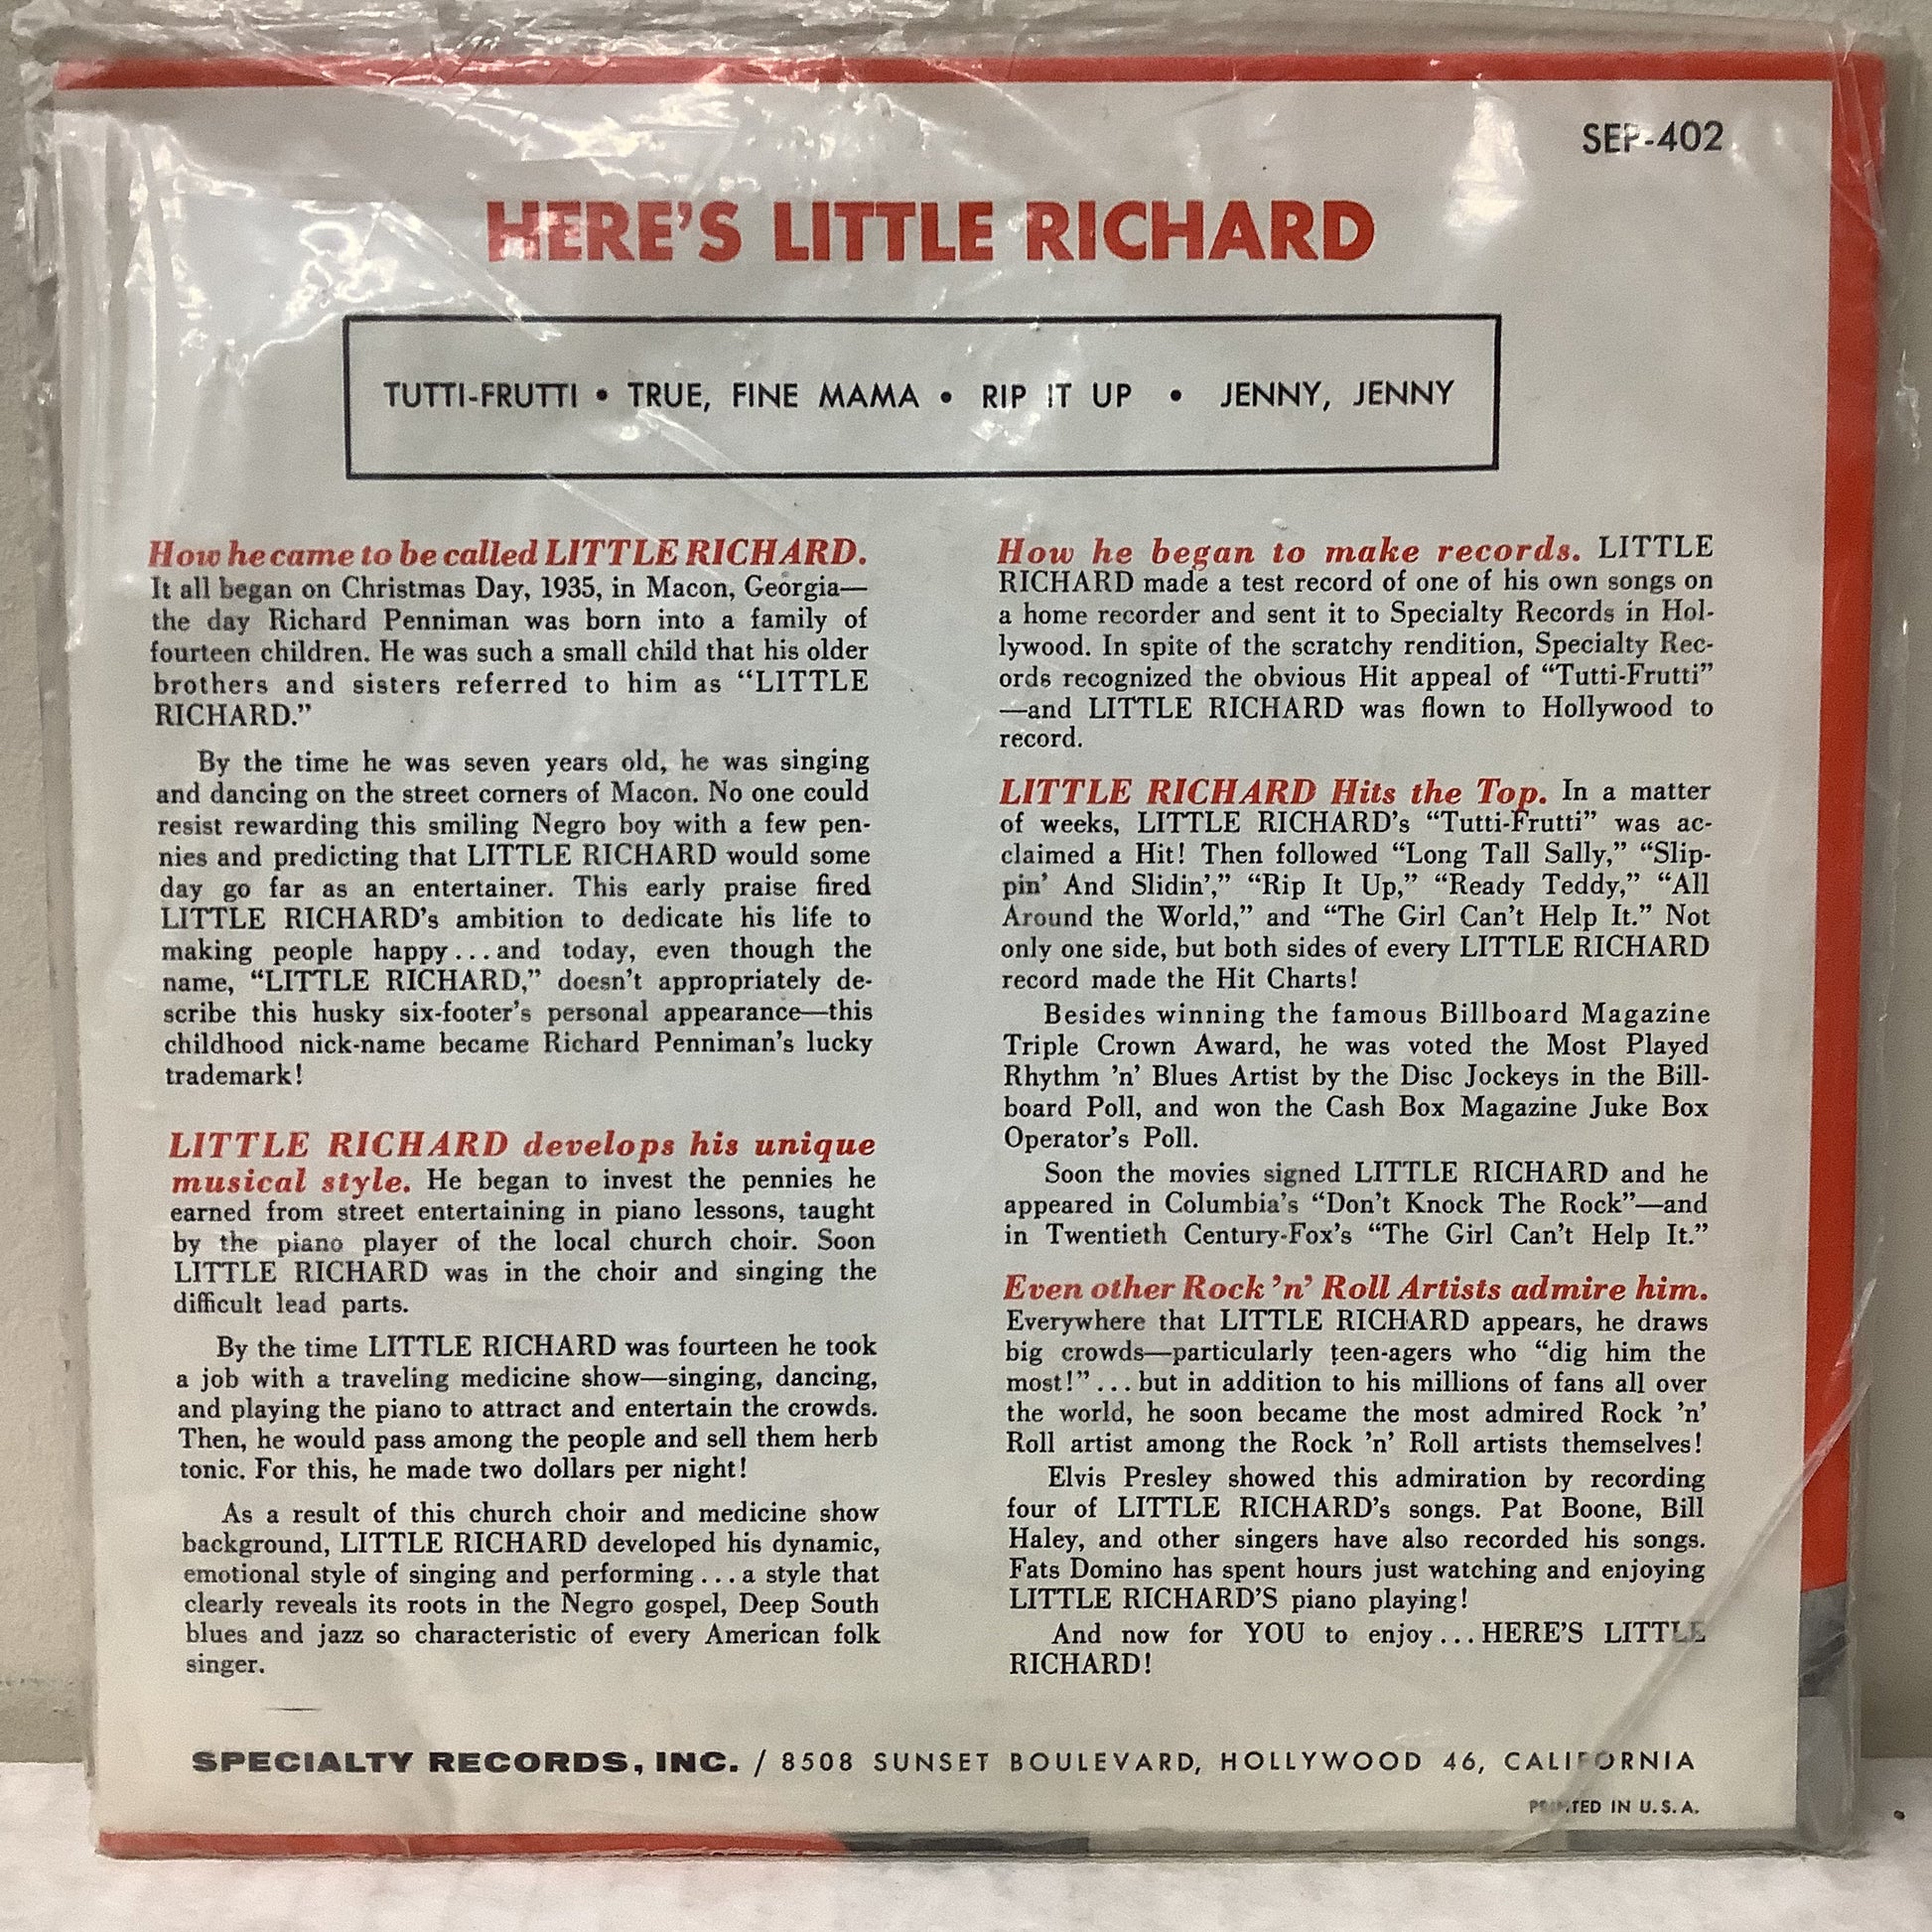 SEP-402
HERE'S LITTLE RICHARD
TUTTI-FRUTTI • TRUE, FINE MAMA • RIP IT UP • JENNY, JENNY
How he came to be called LITTLE RICHARD.
It all began on Christmas Day, 1935, in Macon, Georgia—
the day Richard Penniman was born into a family of
fourteen children. He was such a small child that his older
brothers and sisters referred to him as “LITTLE
RICHARD.”
By the time he was seven years old, he was singing
and dancing on the street corners of Macon. No one could
resist rewarding this smiling Negro boy with a few pen-
nies and predicting that LITTLE RICHARD would some
day go far as an entertainer. This early praise fired
LITTLE RICHARD's ambition to dedicate his life to
making people happy...and today, even though the
name, “LITTLE RICHARD,” doesn't appropriately de-
scribe this husky six-footer's personal appearance—this
childhood nick-name became Richard Penniman's lucky
trademark!
LITTLE RICHARD develops his unique
musical style. He began to invest the pennies he
earned from street entertaining in piano lessons, taught
by the piano player of the local church choir. Soon
LITTLE RICHARD was in the choir and singing the
difficult lead parts.
By the time LITTLE RICHARD was fourteen he took
a job with a traveling medicine show—singing, dancing,
and playing the piano to attract and entertain the crowds.
Then, he would pass among the people and sell them herb
tonic. For this, he made two dollars per night!
As a result of this church choir and medicine show
background, LITTLE RICHARD developed his dynamic,
emotional style of singing and performing...a style that
clearly reveals its roots in the Negro gospel, Deep South
blues and jazz so characteristic of every American folk
singer.
How he began to make records. LITTLE
RICHARD made a test record of one of his own songs on
a home recorder and sent it to Specialty Records in Hol-
lywood. In spite of the scratchy rendition, Specialty Rec-
ords recognized the obvious Hit appeal of “Tutti-Frutti”
—and LITTLE RICHARD was flown to Hollywood to
record.
LITTLE RICHARD Hits the Top. In a matter
of weeks, LITTLE RICHARD's “Tutti-Frutti” was ac-
claimed a Hit! Then followed “Long Tall Sally,” “Slip-
pin' And Slidin',” “Rip It Up,” “Ready Teddy,” “All
Around the World,” and “The Girl Can't Help It.” Not
only one side, but both sides of every LITTLE RICHARD
record made the Hit Charts!
Besides winning the famous Billboard Magazine
Triple Crown Award, he was voted the Most Played
Rhythm 'n' Blues Artist by the Disc Jockeys in the Bill-
board Poll, and won the Cash Box Magazine Juke Box
Operator's Poll.
Soon the movies signed LITTLE RICHARD and he
appeared in Columbia's “Don't Knock The Rock”—and
in Twentieth Century-Fox's “The Girl Can't Help It.”
Even other Rock 'n' Roll Artists admire him.
Everywhere that LITTLE RICHARD appears, he draws
big crowds—particularly teen-agers who “dig him the
most!”...but in addition to his millions of fans all over
the world, he soon became the most admired Rock 'n'
Roll artist among the Rock 'n' Roll artists themselves!
Elvis Presley showed this admiration by recording
four of LITTLE RICHARD's songs. Pat Boone, Bill
Haley, and other singers have also recorded his songs.
Fats Domino has spent hours just watching and enjoying
LITTLE RICHARD'S piano playing!
And now for YOU to enjoy...HERE'S LITTLE
RICHARD!
SPECIALTY RECORDS, INC. / 8508 SUNSET BOULEVARD, HOLLYWOOD 46, CALIFORNIA
PRINTED IN U.S.A.